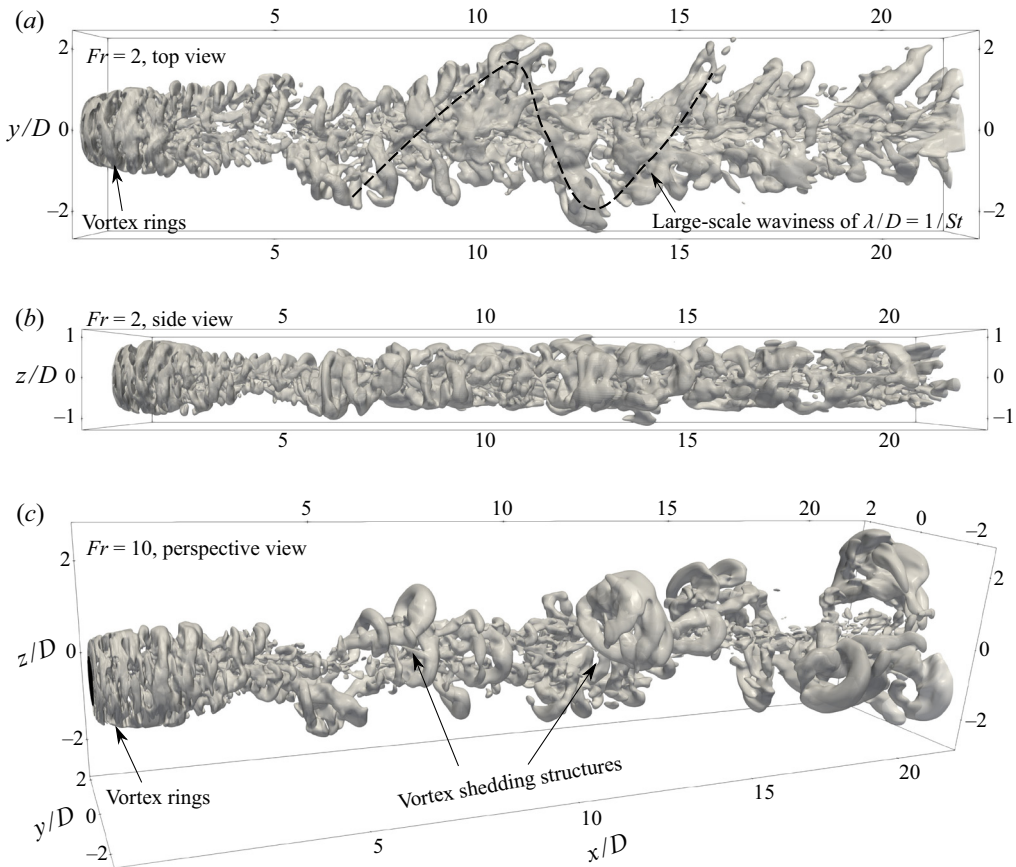 (a)
5 10 15 20
Fr = 2, top view
2 2
y/D 0 0
–2 –2
Vortex rings
Large-scale waviness of λ/D = 1/St
5 10 15 20
(b)
Fr = 2, side view
5 10 15 20
1 1
z/D 0 0
–1 –1
5 10 15 20
(c)
5 10 15 20 2 0 –2
Fr = 10, perspective view
2 2
z/D 0 0
–2 –2
Vortex rings
Vortex shedding structures
2
y/D 0
–2
5 10 15 20
x/D